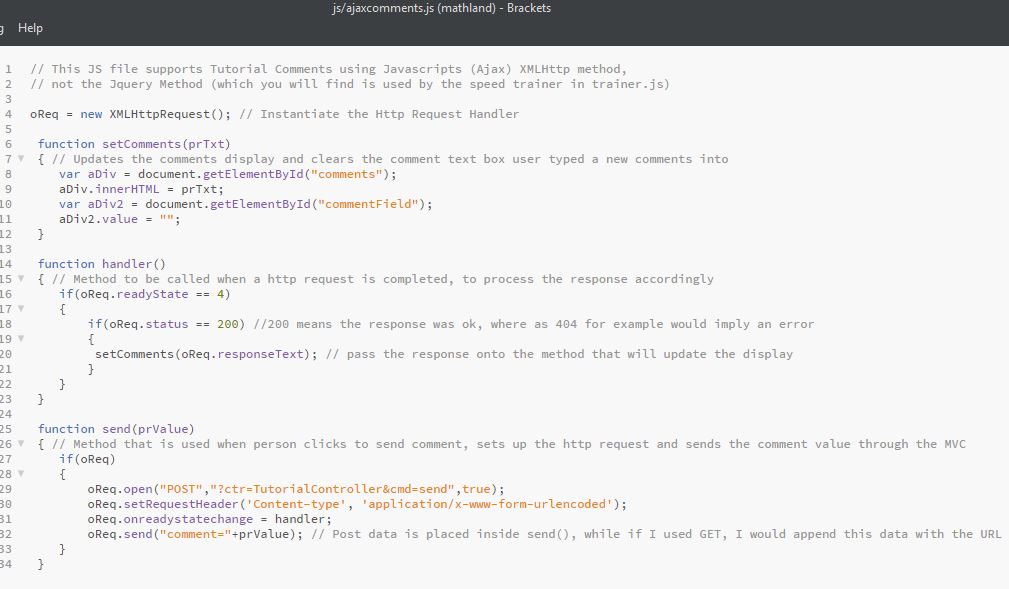 js/ajaxcomments.js (mathland) - Brackets
g Help
1 // This JS file supports Tutorial Comments using Javascripts (Ajax) XMLHttp method,
2 // not the Jquery Method (which you will find is used by the speed trainer in trainer.js)
3
4 oReq = new XMLHttpRequest(); // Instantiate the Http Request Handler
5
6 function setComments(prTxt)
7 { // Updates the comments display and clears the comment text box user typed a new comments into
8 var aDiv = document.getElementById("comments");
9 aDiv.innerHTML = prTxt;
10 var aDiv2 = document.getElementById("commentField");
11 aDiv2.value = "";
12 }
13
14 function handler()
15 { // Method to be called when a http request is completed, to process the response accordingly
16 if(oReq.readyState == 4)
17 {
18 if(oReq.status == 200) //200 means the response was ok, where as 404 for example would imply an error
19 {
20 setComments(oReq.responseText); // pass the response onto the method that will update the display
21 }
22 }
23 }
24
25 function send(prValue)
26 { // Method that is used when person clicks to send comment, sets up the http request and sends the comment value through the MVC
27 if(oReq)
28 {
29 oReq.open("POST","?ctr=TutorialController&cmd=send",true);
30 oReq.setRequestHeader('Content-type', 'application/x-www-form-urlencoded');
31 oReq.onreadystatechange = handler;
32 oReq.send("comment="+prValue); // Post data is placed inside send(), while if I used GET, I would append this data with the URL
33 }
34 }